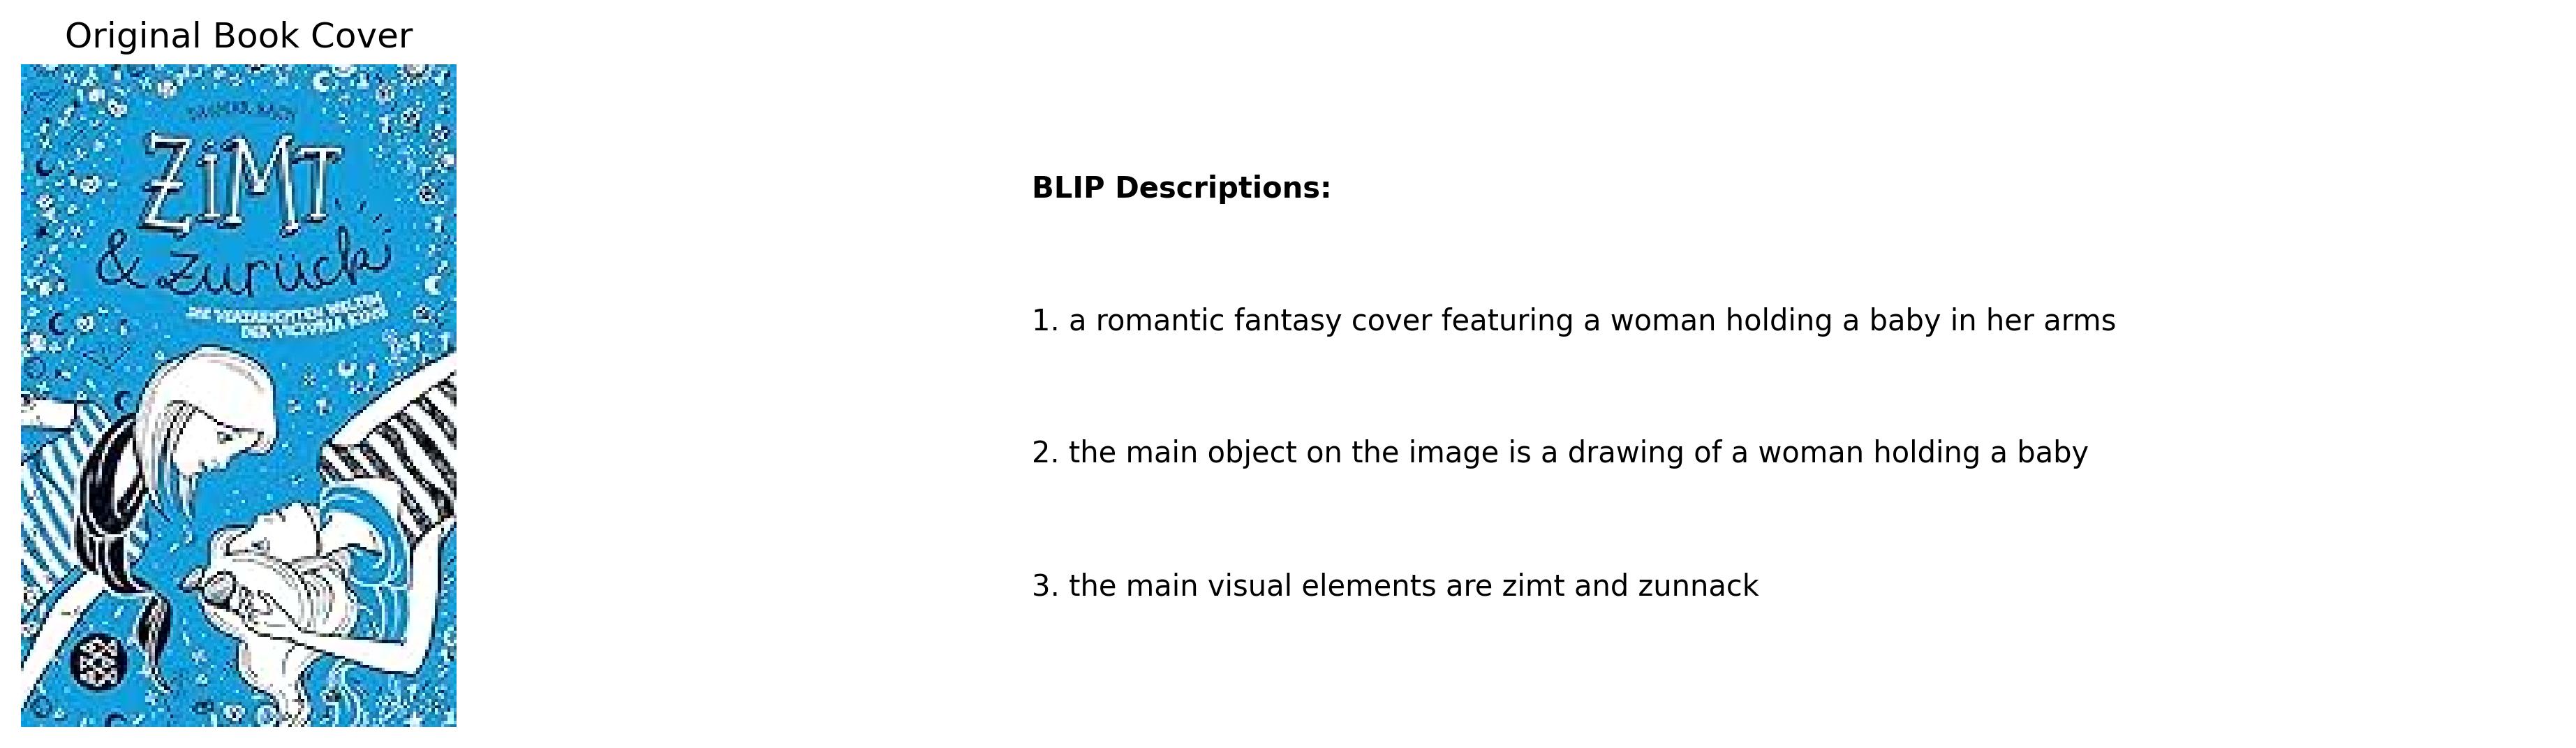 Original Book Cover
DAGMAR BACH
ZiMT
& zurück
DIE VERTAUSCHTEN WELTEN
DER VICTORIA KING
BLIP Descriptions:
1. a romantic fantasy cover featuring a woman holding a baby in her arms
2. the main object on the image is a drawing of a woman holding a baby
3. the main visual elements are zimt and zunnack